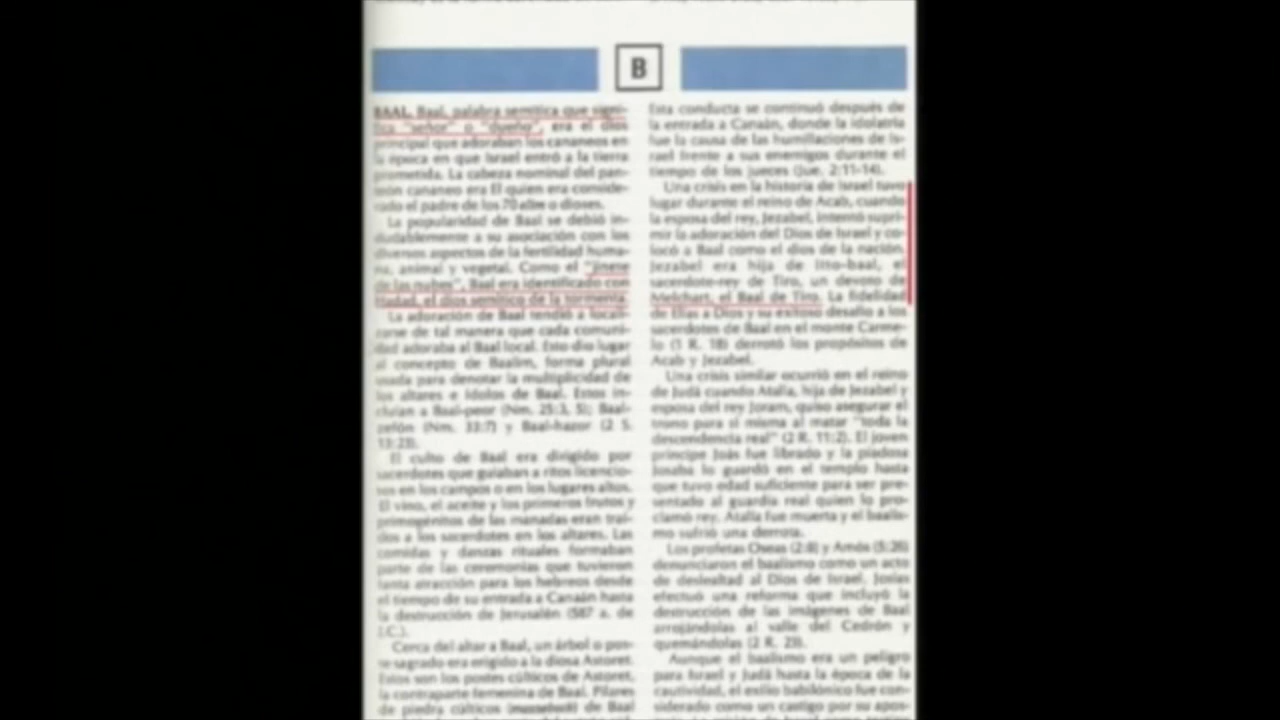 B
BAAL. Baal, palabra semítica que signi-
fica "señor" o "dueño", era el dios
principal que adoraban los cananeos en
la época en que Israel entró a la tierra
prometida. La cabeza nominal del pan-
teón cananeo era El quien era conside-
rado el padre de los 70 elim o dioses.
La popularidad de Baal se debió in-
dudablemente a su asociación con los
diversos aspectos de la fertilidad huma-
na, animal y vegetal. Como el "jinete
de las nubes", Baal era identificado con
Hadad, el dios semítico de la tormenta.
La adoración de Baal tendió a locali-
zarse de tal manera que cada comuni-
dad adoraba al Baal local. Esto dio lugar
al concepto de Baalim, forma plural
usada para denotar la multiplicidad de
los altares e ídolos de Baal. Estos in-
cluían a Baal-peor (Nm. 25:3, 5); Baal-
zefón (Nm. 33:7) y Baal-hazor (2 S.
13:23).
El culto de Baal era dirigido por
sacerdotes que guiaban a ritos licencio-
sos en los campos o en los lugares altos.
El vino, el aceite y los primeros frutos y
primogénitos de las manadas eran traí-
dos a los sacerdotes en los altares. Las
comidas y danzas rituales formaban
parte de las ceremonias que tuvieron
tanta atracción para los hebreos desde
el tiempo de su entrada a Canaán hasta
la destrucción de Jerusalén (587 a. de
J.C.).
Cerca del altar a Baal, un árbol o pos-
te sagrado era erigido a la diosa Astoret.
Estos son los postes cúlticos de Astoret,
la contraparte femenina de Baal. Pilares
de piedra cúlticos de Baal
Esta conducta se continuó después de
la entrada a Canaán, donde la idolatría
fue la causa de las humillaciones de Is-
rael frente a sus enemigos durante el
tiempo de los jueces (Jue. 2:11-14).
Una crisis en la historia de Israel tuvo
lugar durante el reino de Acab, cuando
la esposa del rey, Jezabel, intentó supri-
mir la adoración del Dios de Israel y co-
locó a Baal como el dios de la nación.
Jezabel era hija de Itto-baal, el
sacerdote-rey de Tiro, un devoto de
Melchart, el Baal de Tiro. La fidelidad
de Elías a Dios y su exitoso desafío a los
sacerdotes de Baal en el monte Carme-
lo (1 R. 18) derrotó los propósitos de
Acab y Jezabel.
Una crisis similar ocurrió en el reino
de Judá cuando Atalía, hija de Jezabel y
esposa del rey Joram, quiso asegurar el
trono para sí misma al matar "toda la
descendencia real" (2 R. 11:2). El joven
príncipe Joás fue librado y la piadosa
Josaba lo guardó en el templo hasta
que tuvo edad suficiente para ser pre-
sentado al guardia real quien lo pro-
clamó rey. Atalía fue muerta y el baalis-
mo sufrió una derrota.
Los profetas Oseas (2:8) y Amós (5:26)
denunciaron el baalismo como un acto
de deslealtad al Dios de Israel. Josías
efectuó una reforma que incluyó la
destrucción de las imágenes de Baal
arrojándolas al valle del Cedrón y
quemándolas (2 R. 23).
Aunque el baalismo era un peligro
para Israel y Judá hasta la época de la
cautividad, el exilio babilónico fue con-
siderado como un castigo por su apos-